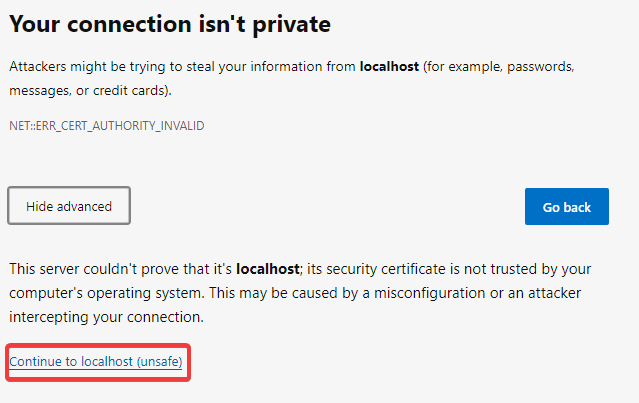 Your connection isn't private
Attackers might be trying to steal your information from localhost (for example, passwords,
messages, or credit cards).
NET::ERR_CERT_AUTHORITY_INVALID
Hide advanced
Go back
This server couldn't prove that it's localhost; its security certificate is not trusted by your
computer's operating system. This may be caused by a misconfiguration or an attacker
intercepting your connection.
Continue to localhost (unsafe)